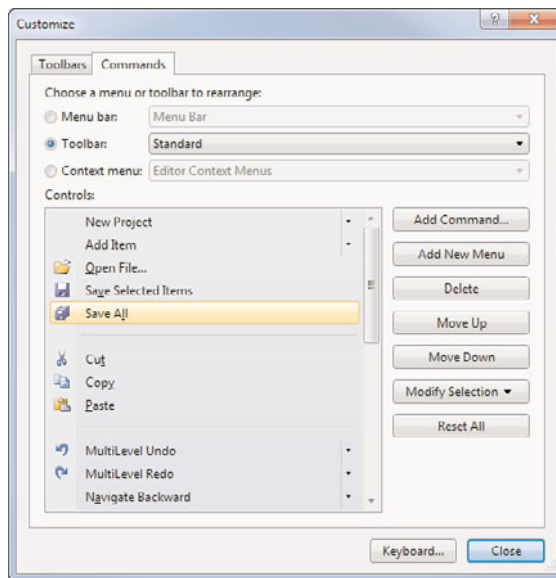 Customize
Toolbars Commands
Choose a menu or toolbar to rearrange:
Menu bar: Menu Bar
Toolbar: Standard
Context menu: Editor Context Menus
Controls:
New Project
Add Item
Open File...
Save Selected Items
Save All
Cut
Copy
Paste
MultiLevel Undo
MultiLevel Redo
Navigate Backward
Add Command...
Add New Menu
Delete
Move Up
Move Down
Modify Selection
Reset All
Keyboard... Close